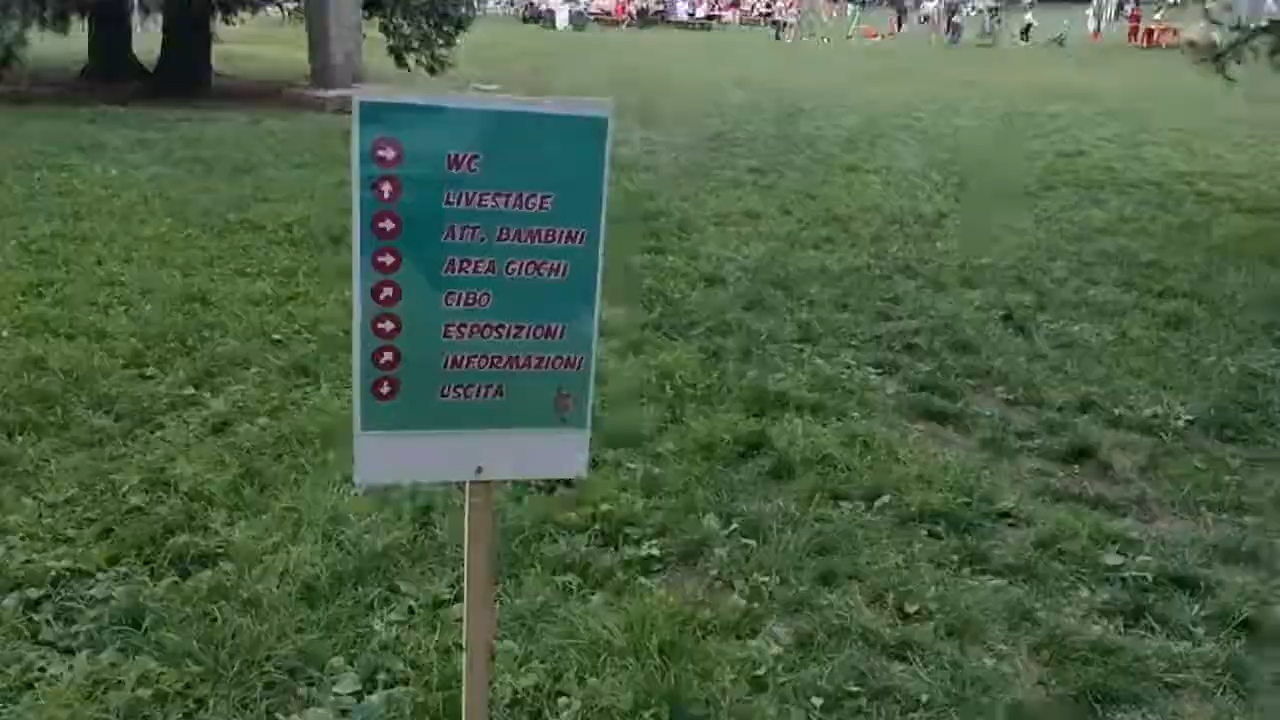 WC
LIVESTAGE
ATT. BAMBINI
AREA GIOCHI
CIBO
ESPOSIZIONI
INFORMAZIONI
USCITA